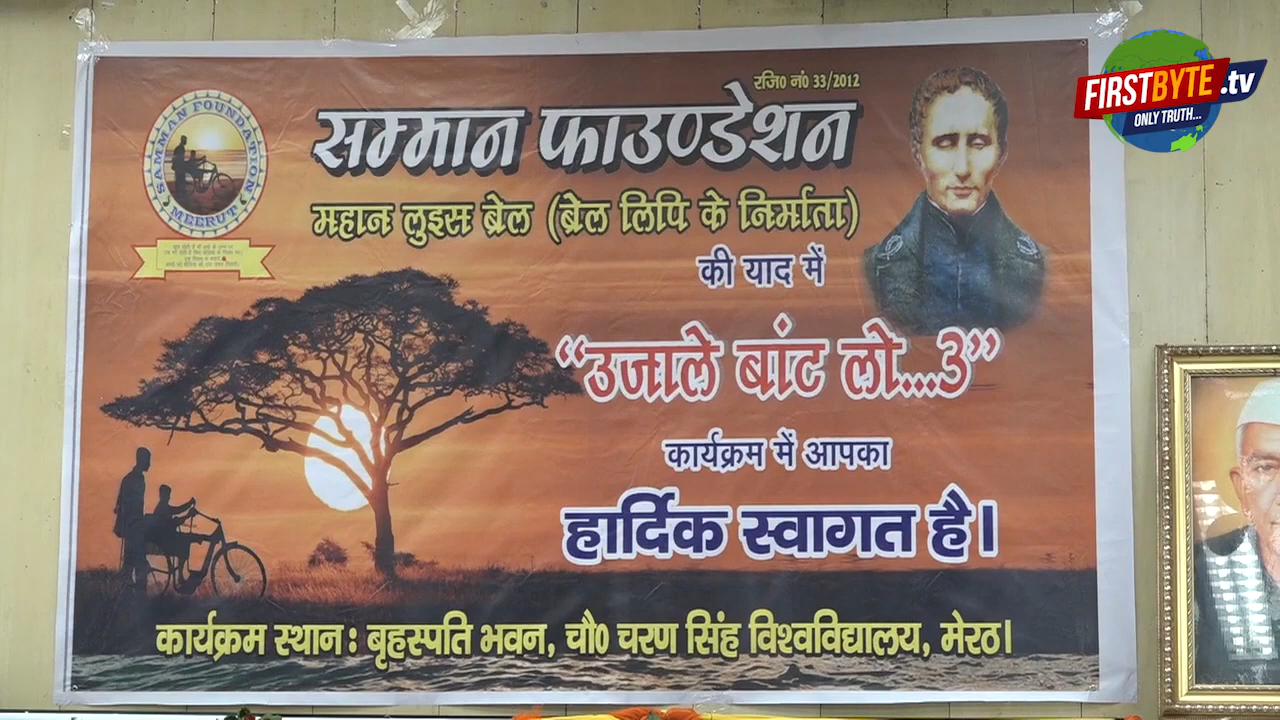 रजि० नं० 33/2012
सम्मान फाउण्डेशन
महान लुइस ब्रेल (ब्रेल लिपि के निर्माता)
की याद में
“उजाले बांट लो....3”
कार्यक्रम में आपका
हार्दिक स्वागत है।
कार्यक्रम स्थान : बृहस्पति भवन, चौ० चरण सिंह विश्वविद्यालय, मेरठ।
SAMMAN FOUNDATION
MEERUT
FIRSTBYTE.tv
ONLY TRUTH...